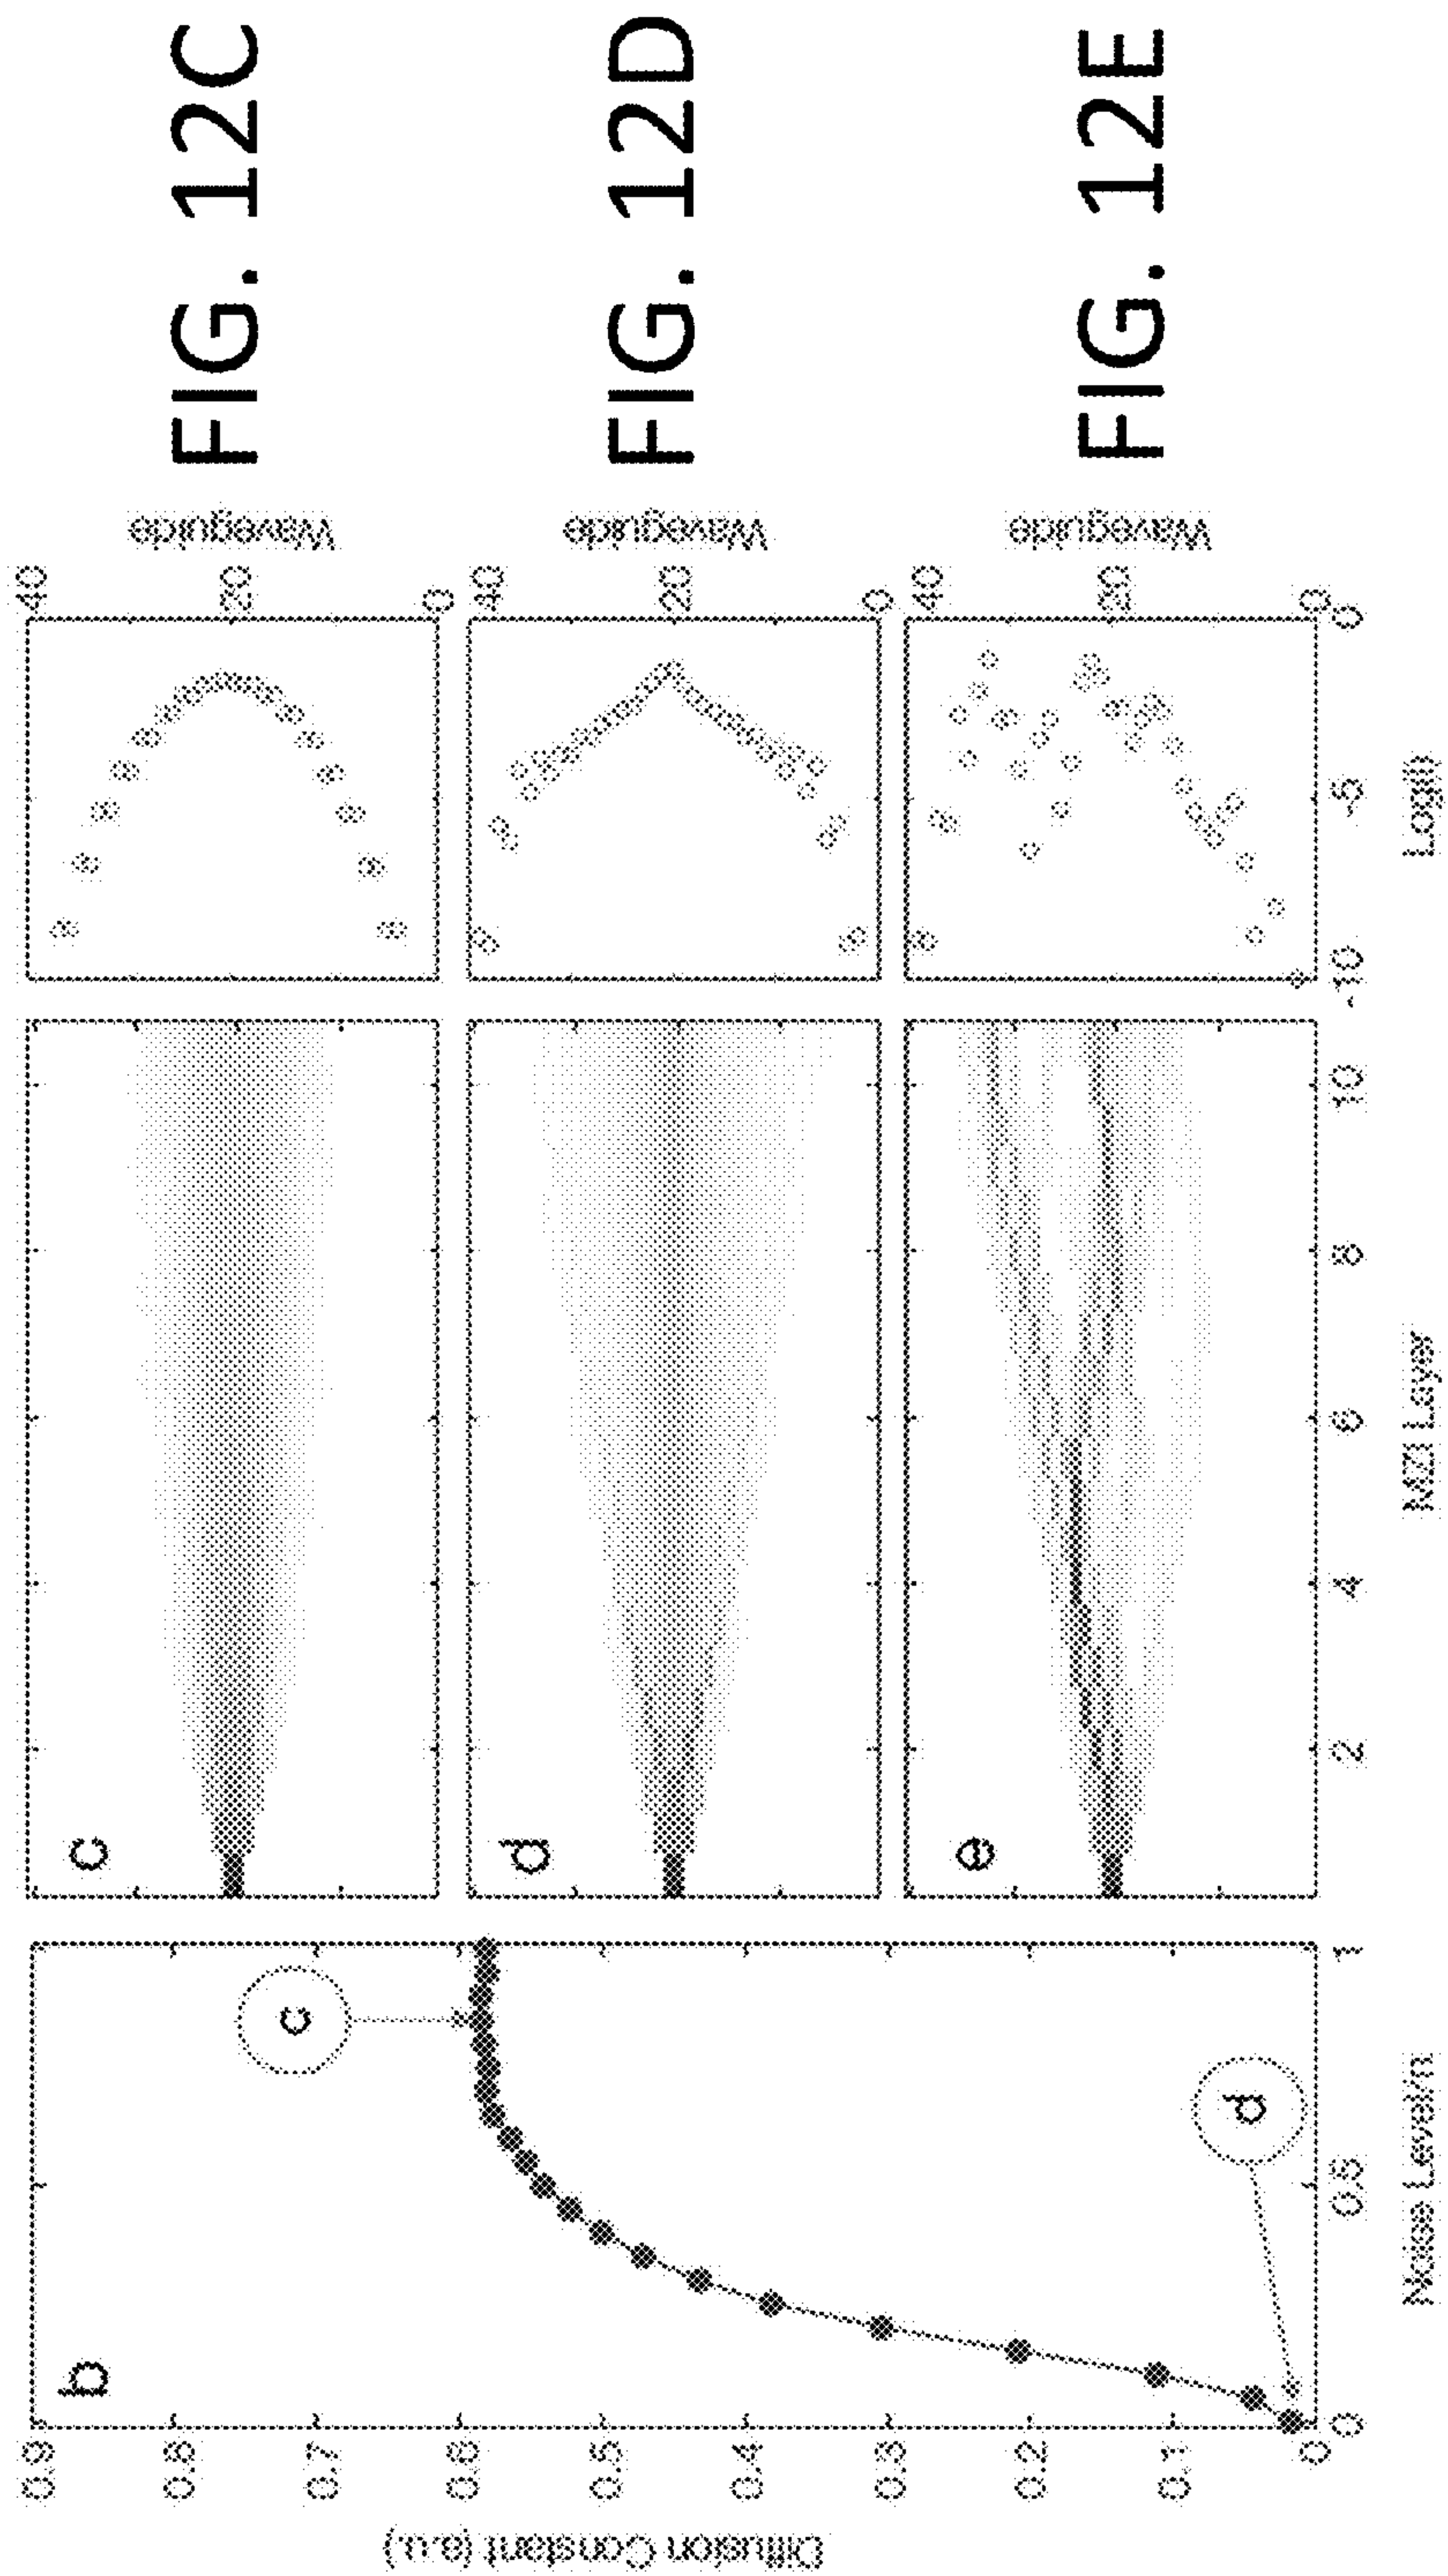 b
Diffusion Constant (a.u.)
0.9
0.8
0.7
0.6
0.5
0.4
0.3
0.2
0.1
0
0 0.5 1
Noise Level/π
c
d
c
d
e
2 4 6 8 10
MZI Layer
40
20
0
Waveguide
40
20
0
Waveguide
40
20
0
Waveguide
-10 -5 0
Log(I)
FIG. 12C
FIG. 12D
FIG. 12E